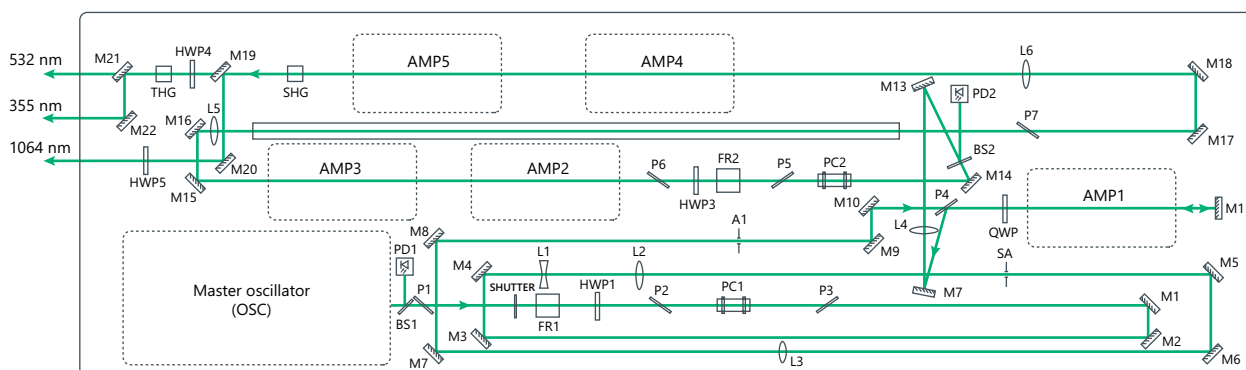 532 nm
M21
HWP4
M19
AMP5
AMP4
L6
M18
THG
SHG
M13
PD2
355 nm
M22
M16
L5
P7
M17
1064 nm
HWP5
M20
AMP3
AMP2
P6
FR2
P5
PC2
BS2
M14
M15
HWP3
M10
P4
AMP1
M1
M8
A1
L4
M9
QWP
PD1
M4
L1
L2
SA
M5
Master oscillator
(OSC)
P1
SHUTTER
HWP1
P2
PC1
P3
M7
M1
BS1
FR1
M3
M2
M7
L3
M6